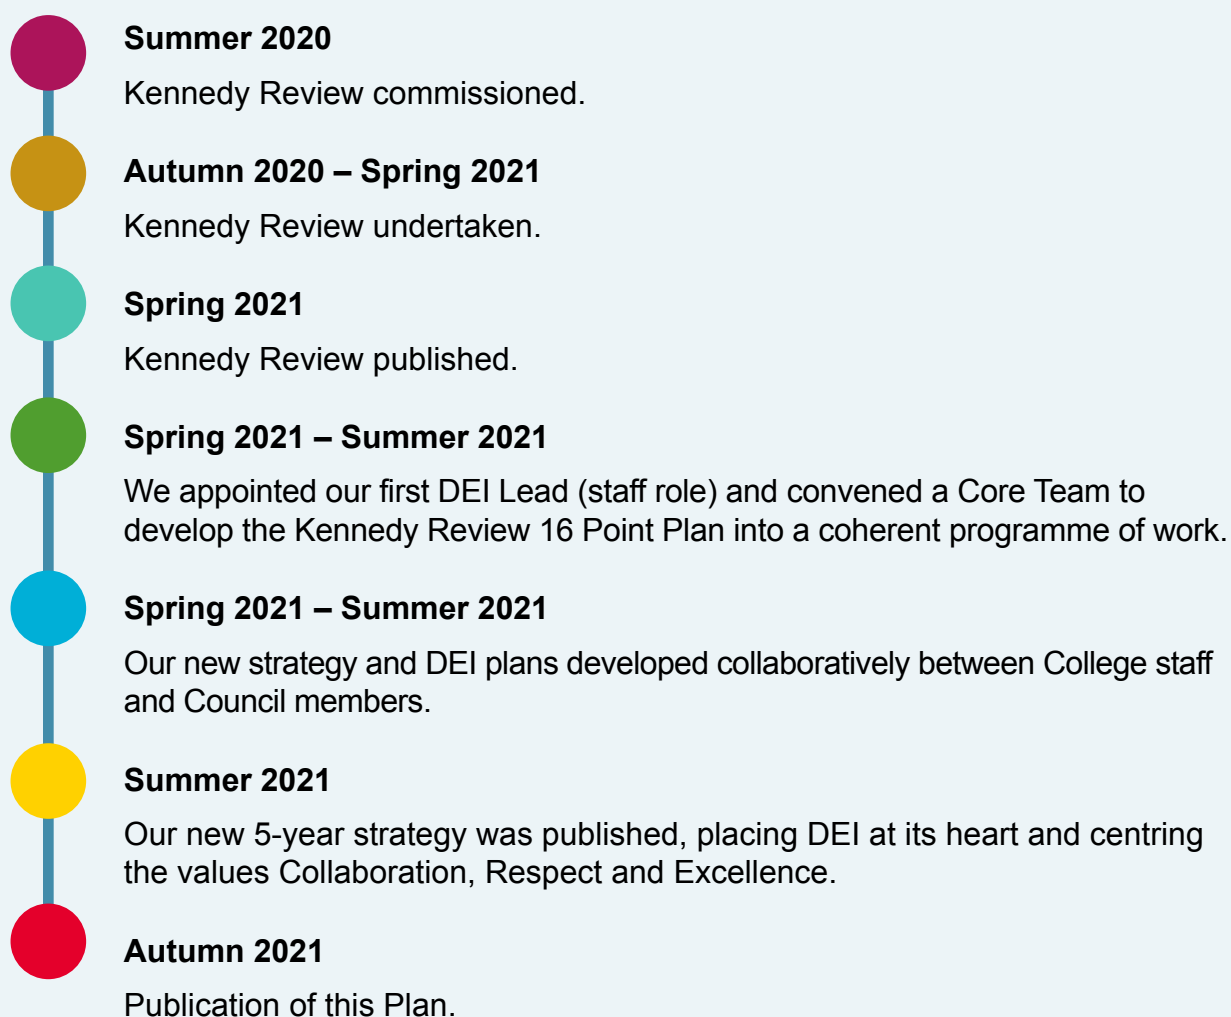 Summer 2020
Kennedy Review commissioned.
Autumn 2020 – Spring 2021
Kennedy Review undertaken.
Spring 2021
Kennedy Review published.
Spring 2021 – Summer 2021
We appointed our first DEI Lead (staff role) and convened a Core Team to
develop the Kennedy Review 16 Point Plan into a coherent programme of work.
Spring 2021 – Summer 2021
Our new strategy and DEI plans developed collaboratively between College staff
and Council members.
Summer 2021
Our new 5-year strategy was published, placing DEI at its heart and centring
the values Collaboration, Respect and Excellence.
Autumn 2021
Publication of this Plan.